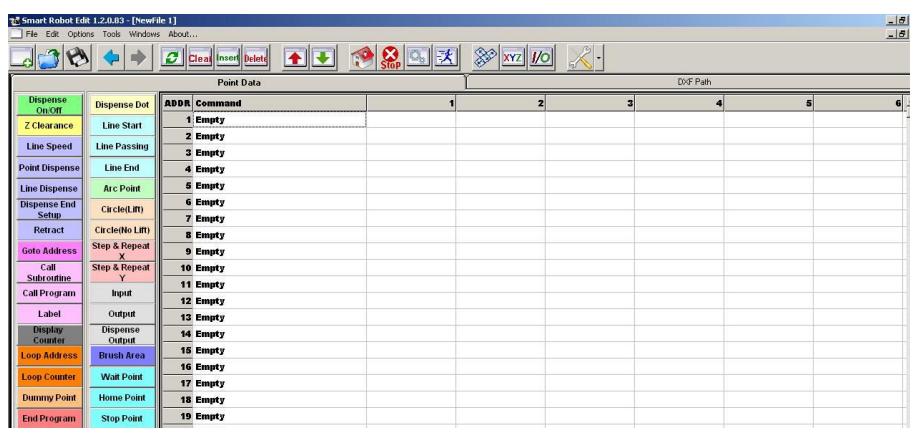 Smart Robot Edit 1.2.0.83 - [NewFile 1]
File Edit Options Tools Windows About...
Clear Insert Delete Stop XYZ I/O
Point Data DXF Path
Dispense On/Off
Dispense Dot
Z Clearance
Line Start
Line Speed
Line Passing
Point Dispense
Line End
Line Dispense
Arc Point
Dispense End Setup
Circle(Lift)
Retract
Circle(No Lift)
Goto Address
Step & Repeat X
Call Subroutine
Step & Repeat Y
Call Program
Input
Label
Output
Display Counter
Dispense Output
Loop Address
Brush Area
Loop Counter
Wait Point
Dummy Point
Home Point
End Program
Stop Point
ADDR Command 1 2 3 4 5 6
1 Empty
2 Empty
3 Empty
4 Empty
5 Empty
6 Empty
7 Empty
8 Empty
9 Empty
10 Empty
11 Empty
12 Empty
13 Empty
14 Empty
15 Empty
16 Empty
17 Empty
18 Empty
19 Empty